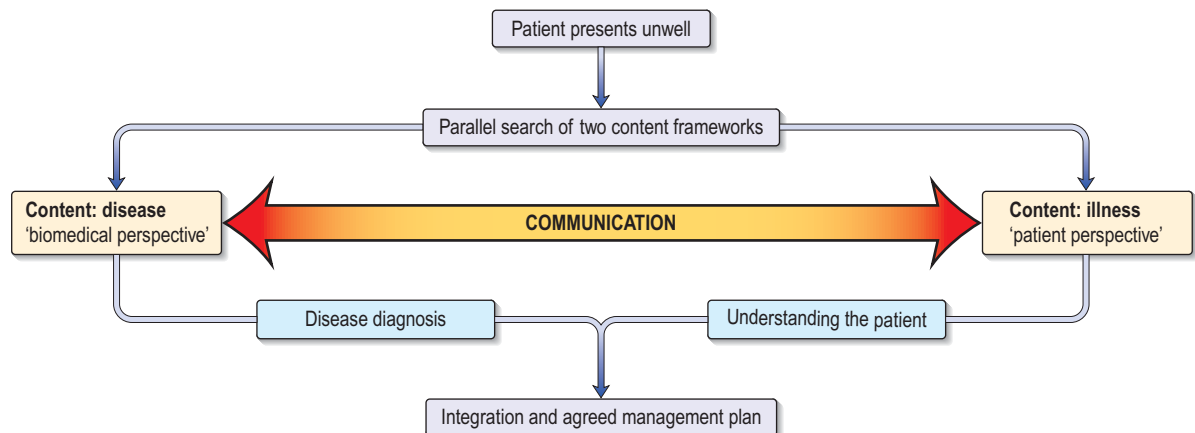 Patient presents unwell
Parallel search of two content frameworks
Content: disease
‘biomedical perspective’
COMMUNICATION
Content: illness
‘patient perspective’
Disease diagnosis
Understanding the patient
Integration and agreed management plan